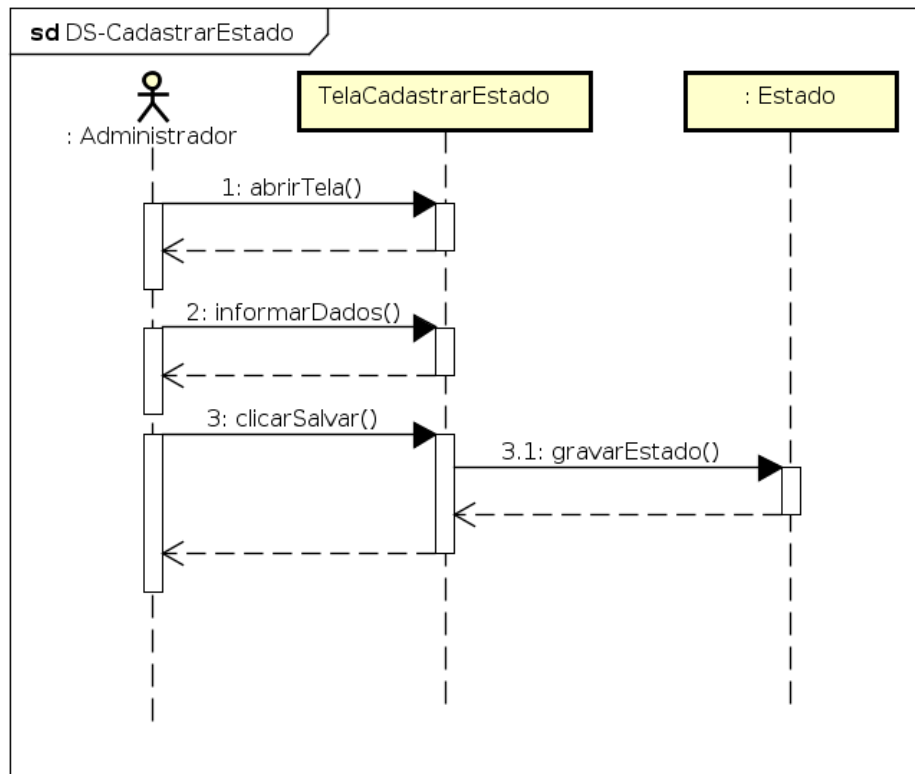 sd DS-CadastrarEstado
: Administrador
TelaCadastrarEstado
: Estado
1: abrirTela()
2: informarDados()
3: clicarSalvar()
3.1: gravarEstado()